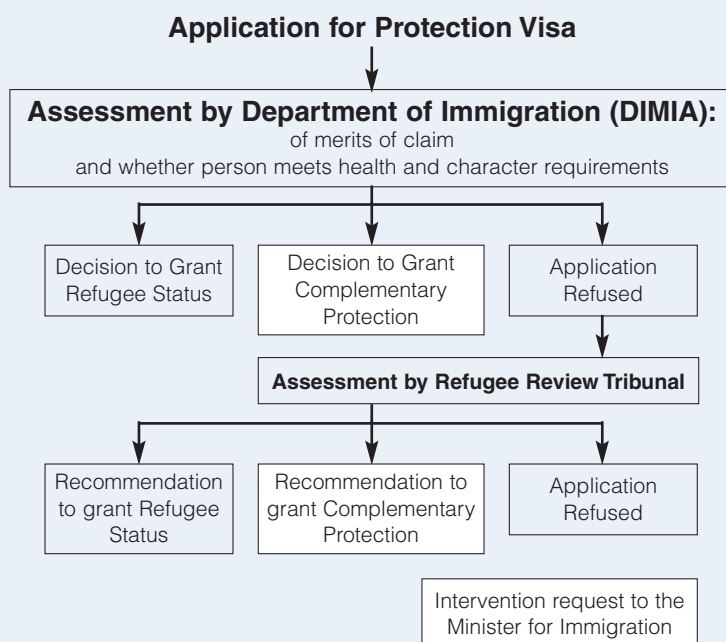 Application for Protection Visa
Assessment by Department of Immigration (DIMIA):
of merits of claim
and whether person meets health and character requirements
Decision to Grant
Refugee Status
Decision to Grant
Complementary
Protection
Application
Refused
Assessment by Refugee Review Tribunal
Recommendation
to grant Refugee
Status
Recommendation to
grant Complementary
Protection
Application
Refused
Intervention request to the
Minister for Immigration